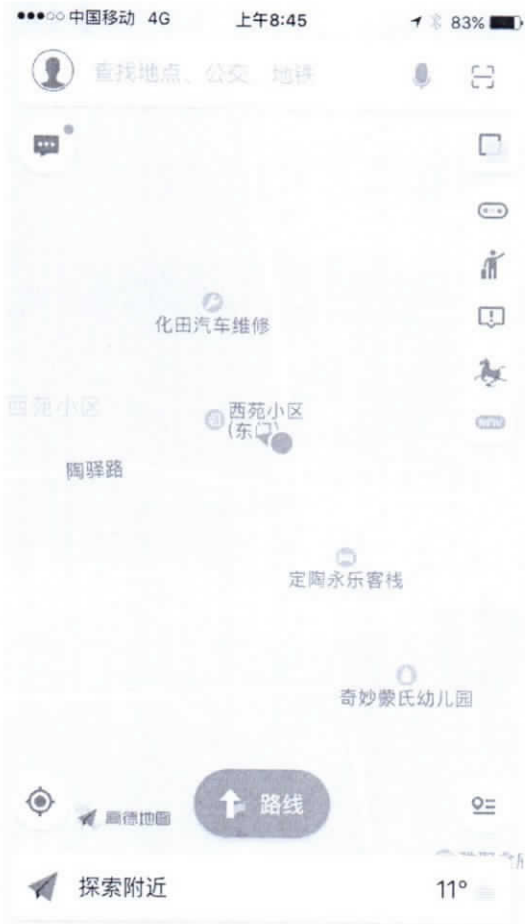 中国移动 4G 上午8:45 83%
查找地点、公交、地铁
化田汽车维修
西苑小区
西苑小区
(东门)
NEW
陶驿路
定陶永乐客栈
奇妙蒙氏幼儿园
路线
高德地图
探索附近 11°